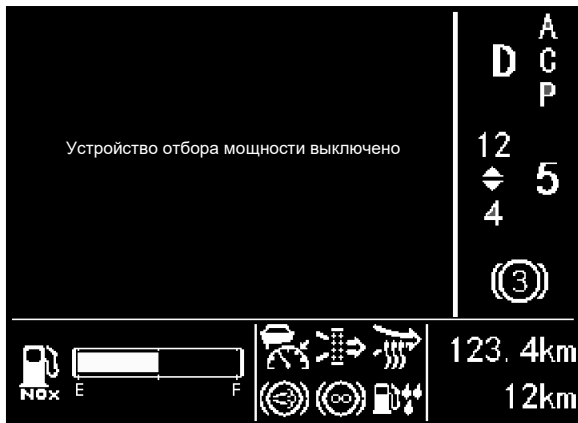 Устройство отбора мощности выключено
D
A
C
P
12
5
4
3
NOx
E
F
123. 4km
12km